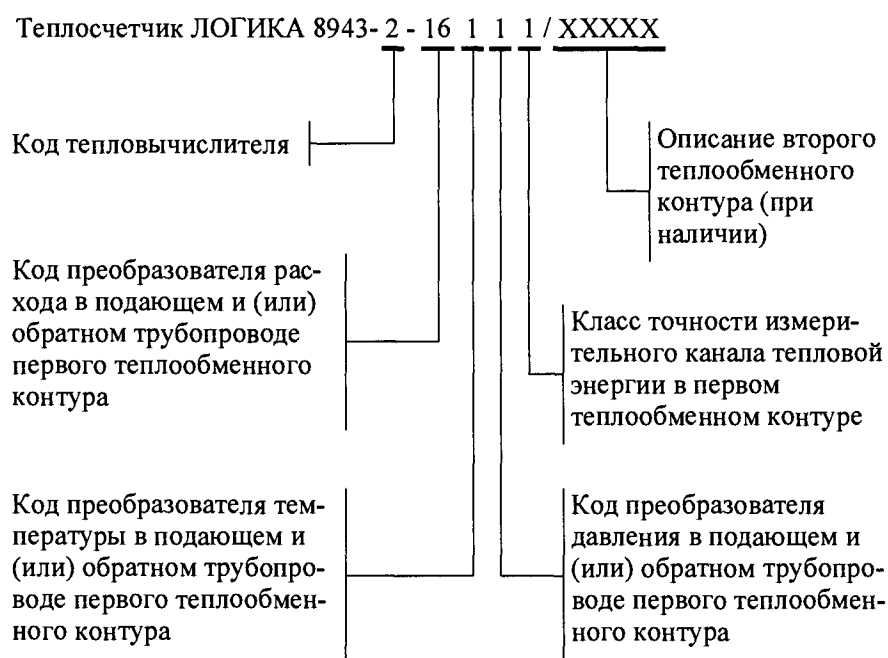 Теплосчетчик ЛОГИКА 8943- 2 - 16 1 1 1 / XXXXX
Код тепловычислителя
Описание второго
теплообменного
контура (при
наличии)
Код преобразователя рас-
хода в подающем и (или)
обратном трубопроводе
первого теплообменного
контура
Класс точности измери-
тельного канала тепловой
энергии в первом
теплообменном контуре
Код преобразователя тем-
пературы в подающем и
(или) обратном трубопро-
воде первого теплообмен-
ного контура
Код преобразователя
давления в подающем и
(или) обратном трубопро-
воде первого теплообмен-
ного контура